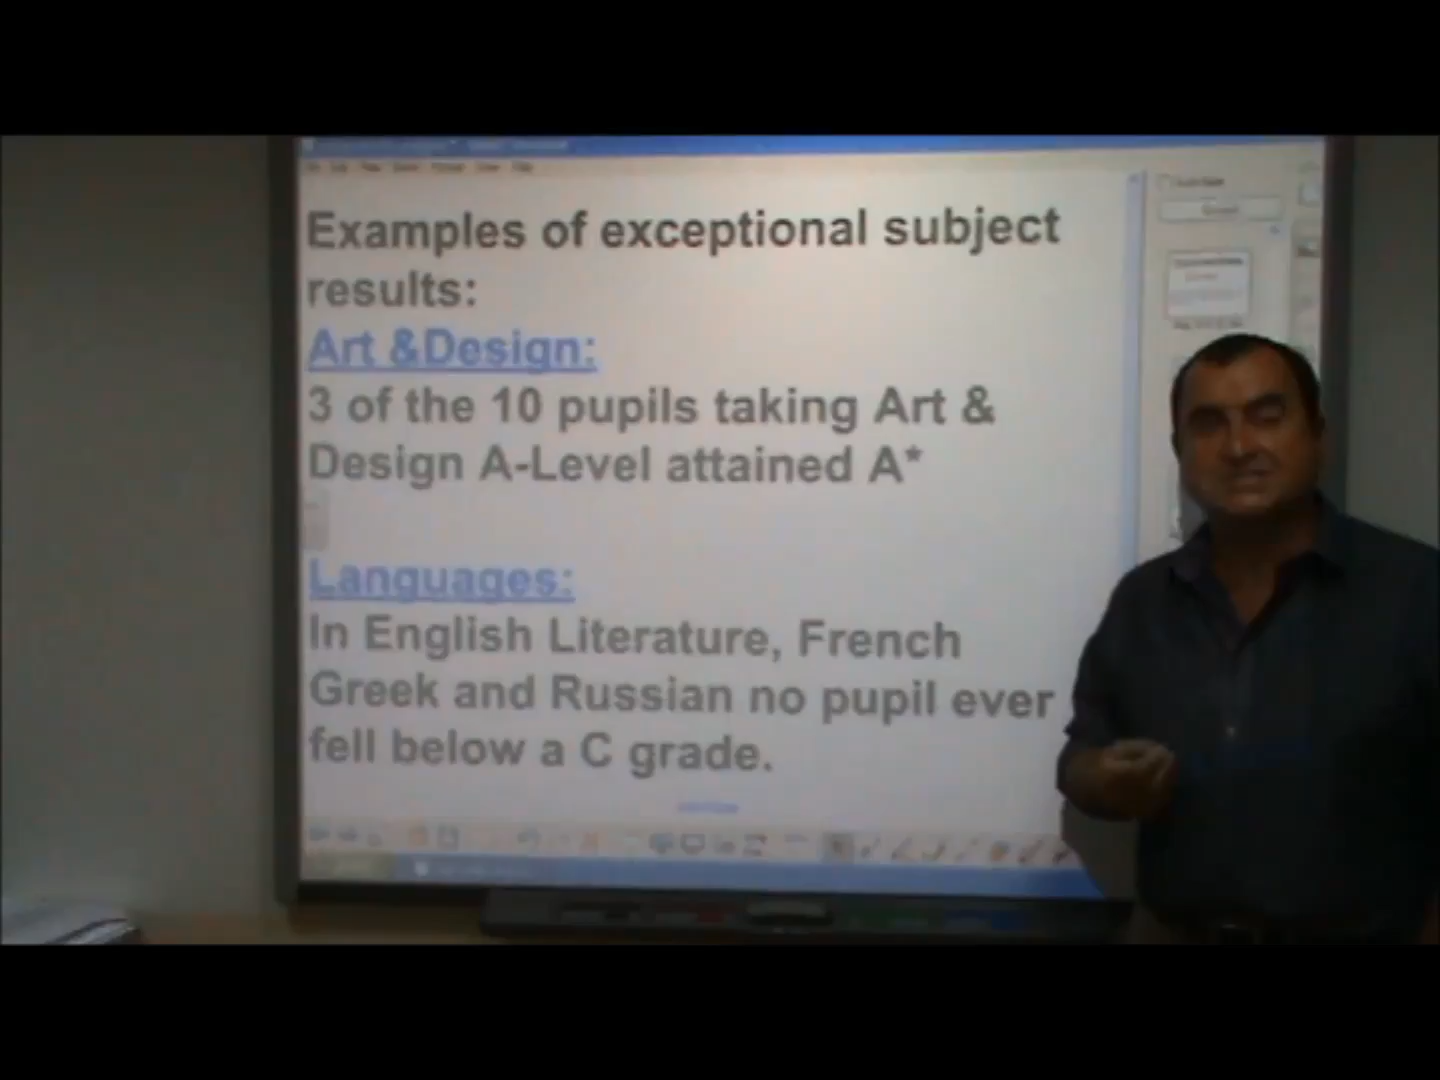 Examples of exceptional subject
results:
Art &Design:
3 of the 10 pupils taking Art &
Design A-Level attained A*
Languages:
In English Literature, French
Greek and Russian no pupil ever
fell below a C grade.